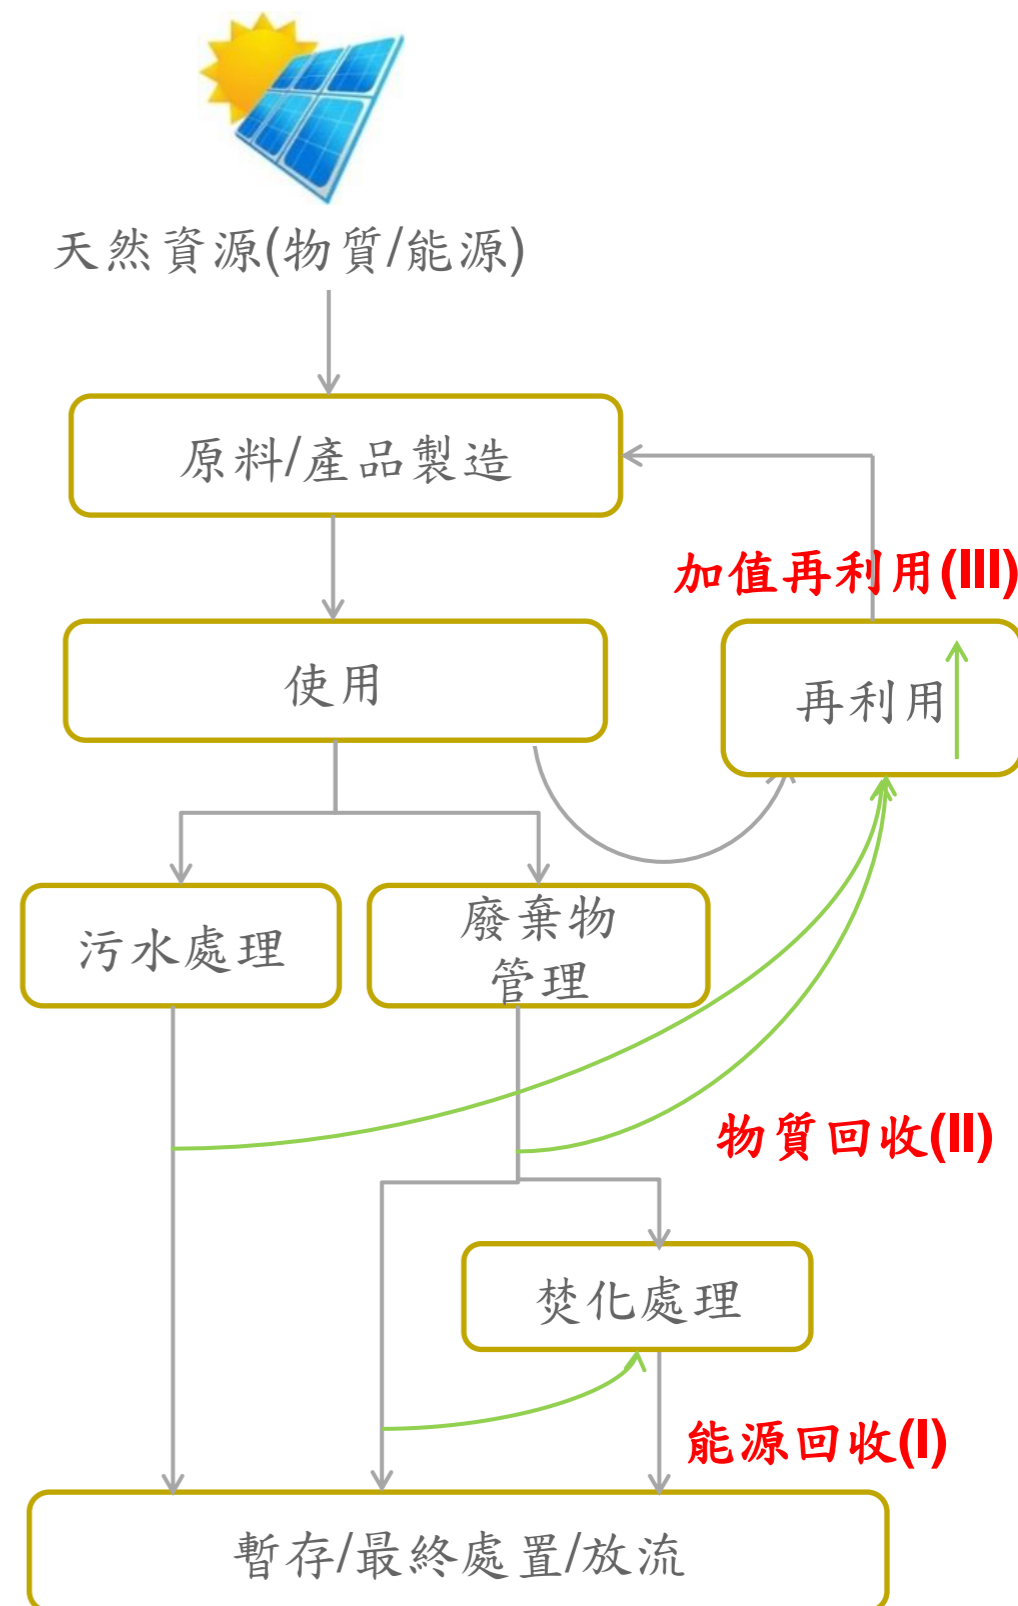 天然資源(物質/能源)
原料/產品製造
加值再利用(III)
使用
再利用
污水處理
廢棄物
管理
物質回收(II)
焚化處理
能源回收(I)
暫存/最終處置/放流